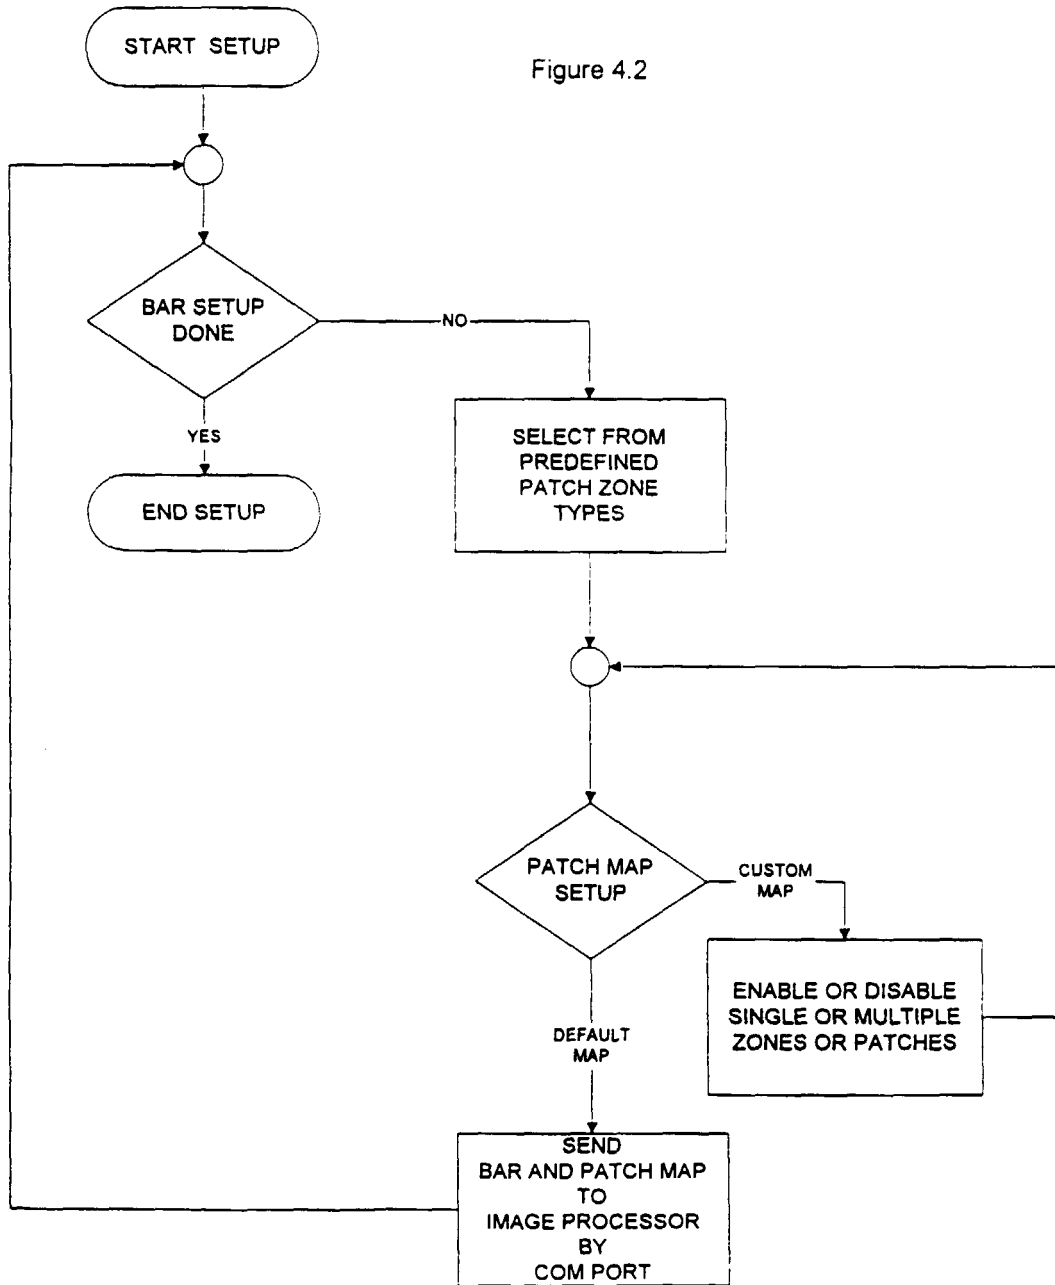 START SETUP
Figure 4.2
BAR SETUP
DONE
NO
YES
SELECT FROM
PREDEFINED
PATCH ZONE
TYPES
END SETUP
PATCH MAP
SETUP
CUSTOM
MAP
ENABLE OR DISABLE
SINGLE OR MULTIPLE
ZONES OR PATCHES
DEFAULT
MAP
SEND
BAR AND PATCH MAP
TO
IMAGE PROCESSOR
BY
COM PORT